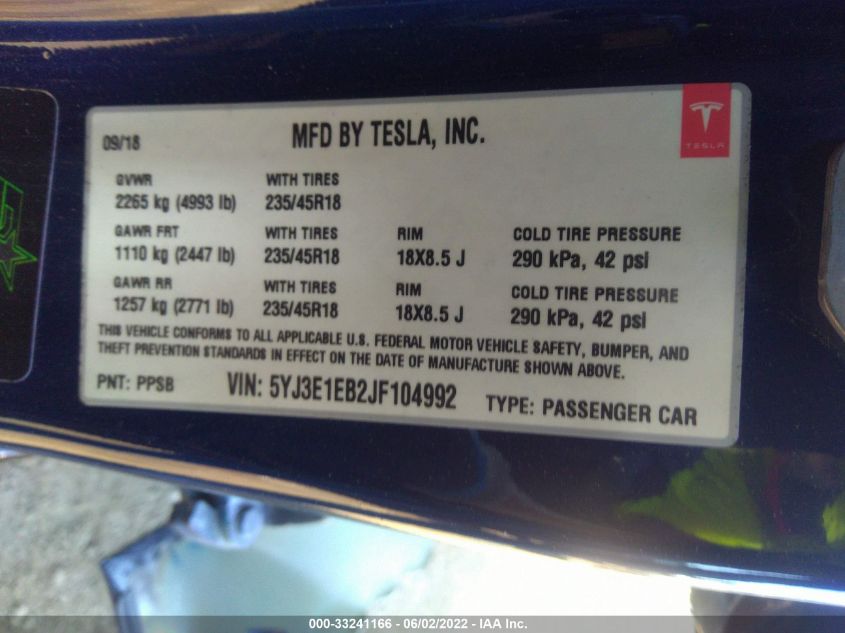 09/18 MFD BY TESLA, INC.
TESLA
GVWR WITH TIRES
2265 kg (4993 lb) 235/45R18
GAWR FRT WITH TIRES RIM COLD TIRE PRESSURE
1110 kg (2447 lb) 235/45R18 18X8.5 J 290 kPa, 42 psi
GAWR RR WITH TIRES RIM COLD TIRE PRESSURE
1257 kg (2771 lb) 235/45R18 18X8.5 J 290 kPa, 42 psi
THIS VEHICLE CONFORMS TO ALL APPLICABLE U.S. FEDERAL MOTOR VEHICLE SAFETY, BUMPER, AND
THEFT PREVENTION STANDARDS IN EFFECT ON THE DATE OF MANUFACTURE SHOWN ABOVE.
PNT: PPSB VIN: 5YJ3E1EB2JF104992 TYPE: PASSENGER CAR
000-33241166 - 06/02/2022 - IAA Inc.